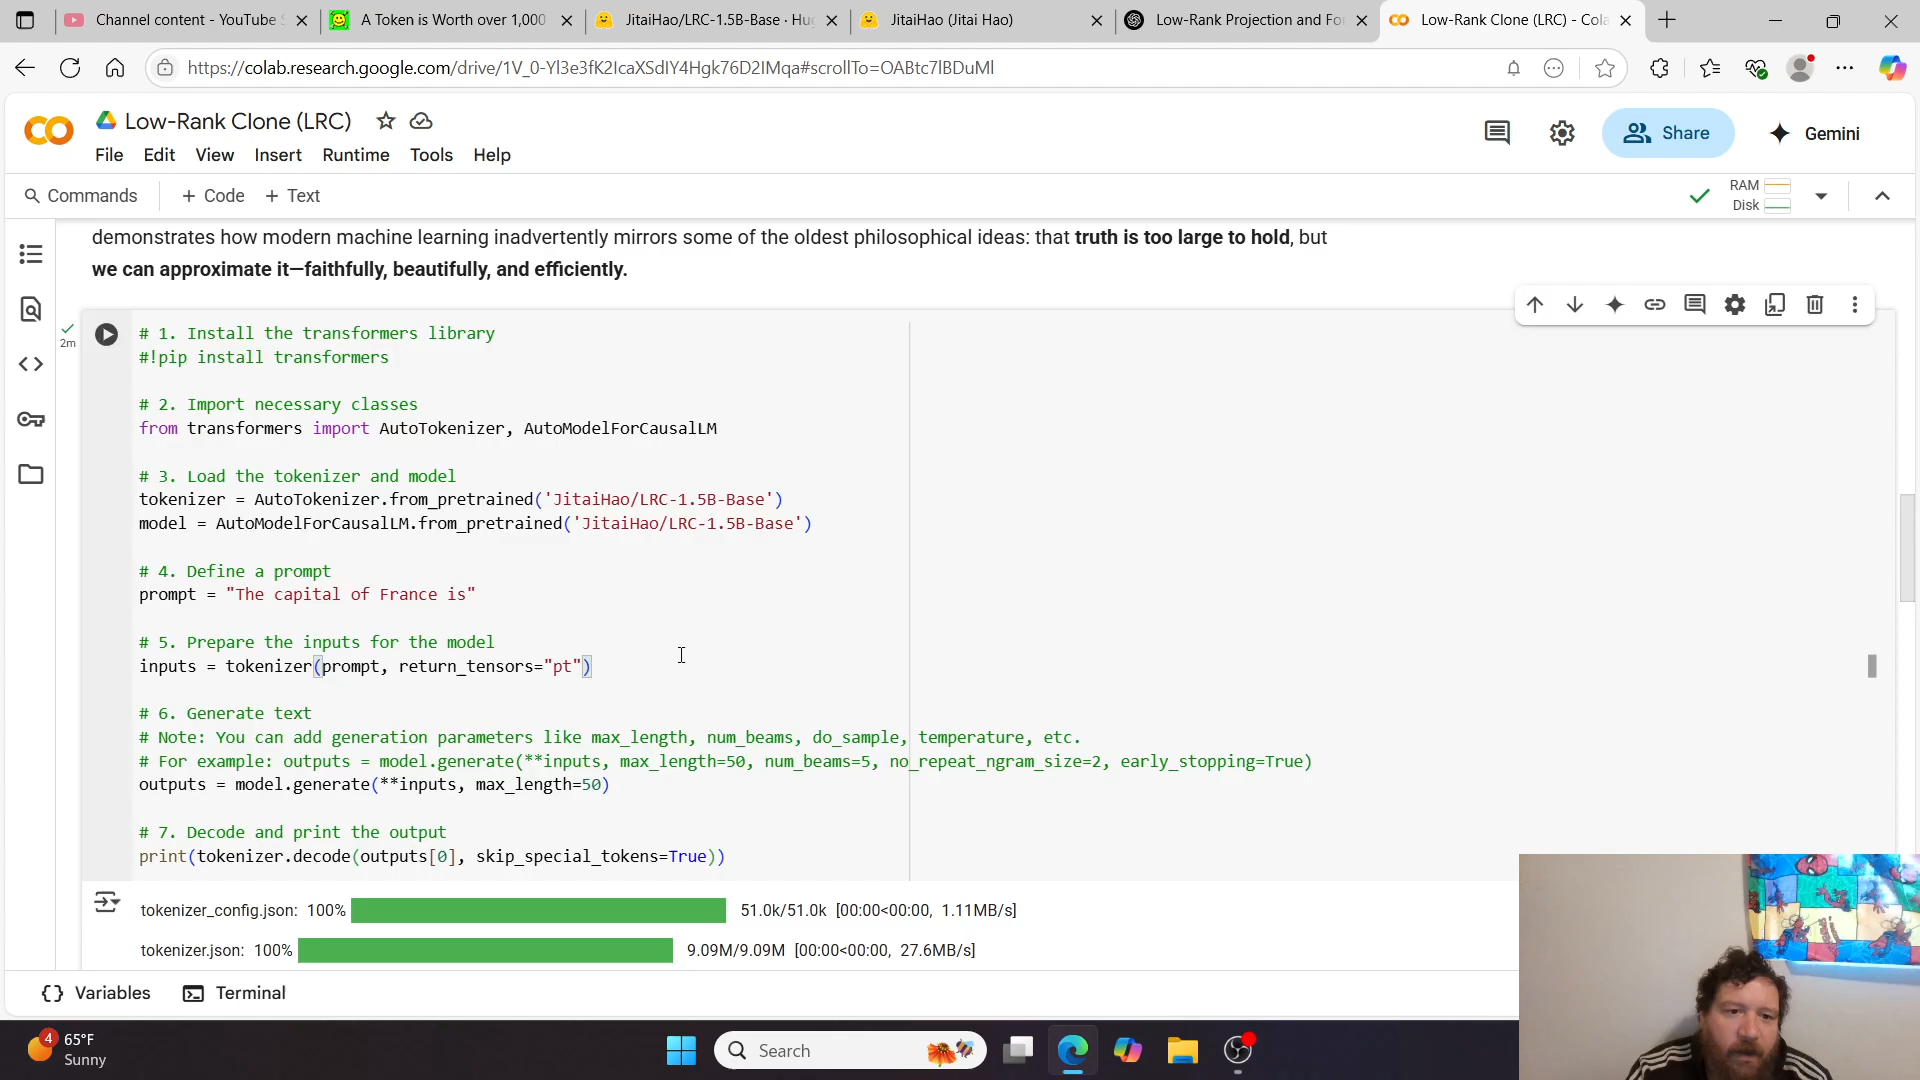 Channel content - YouTube S
A Token is Worth over 1,000
JitaiHao/LRC-1.5B-Base · Hug
JitaiHao (Jitai Hao)
Low-Rank Projection and Fo
Low-Rank Clone (LRC) - Cola
https://colab.research.google.com/drive/1V_0-Yl3e3fK2IcaXSdIY4Hgk76D2IMqa#scrollTo=OABtc7lBDuMl
Low-Rank Clone (LRC)
File Edit View Insert Runtime Tools Help
Share
Gemini
Commands
+ Code + Text
RAM
Disk
demonstrates how modern machine learning inadvertently mirrors some of the oldest philosophical ideas: that truth is too large to hold, but
we can approximate it—faithfully, beautifully, and efficiently.
2m
# 1. Install the transformers library
#!pip install transformers
# 2. Import necessary classes
from transformers import AutoTokenizer, AutoModelForCausalLM
# 3. Load the tokenizer and model
tokenizer = AutoTokenizer.from_pretrained('JitaiHao/LRC-1.5B-Base')
model = AutoModelForCausalLM.from_pretrained('JitaiHao/LRC-1.5B-Base')
# 4. Define a prompt
prompt = "The capital of France is"
# 5. Prepare the inputs for the model
inputs = tokenizer(prompt, return_tensors="pt")
# 6. Generate text
# Note: You can add generation parameters like max_length, num_beams, do_sample, temperature, etc.
# For example: outputs = model.generate(**inputs, max_length=50, num_beams=5, no_repeat_ngram_size=2, early_stopping=True)
outputs = model.generate(**inputs, max_length=50)
# 7. Decode and print the output
print(tokenizer.decode(outputs[0], skip_special_tokens=True))
tokenizer_config.json: 100% 51.0k/51.0k [00:00<00:00, 1.11MB/s]
tokenizer.json: 100% 9.09M/9.09M [00:00<00:00, 27.6MB/s]
Variables
Terminal
4
65°F
Sunny
Search